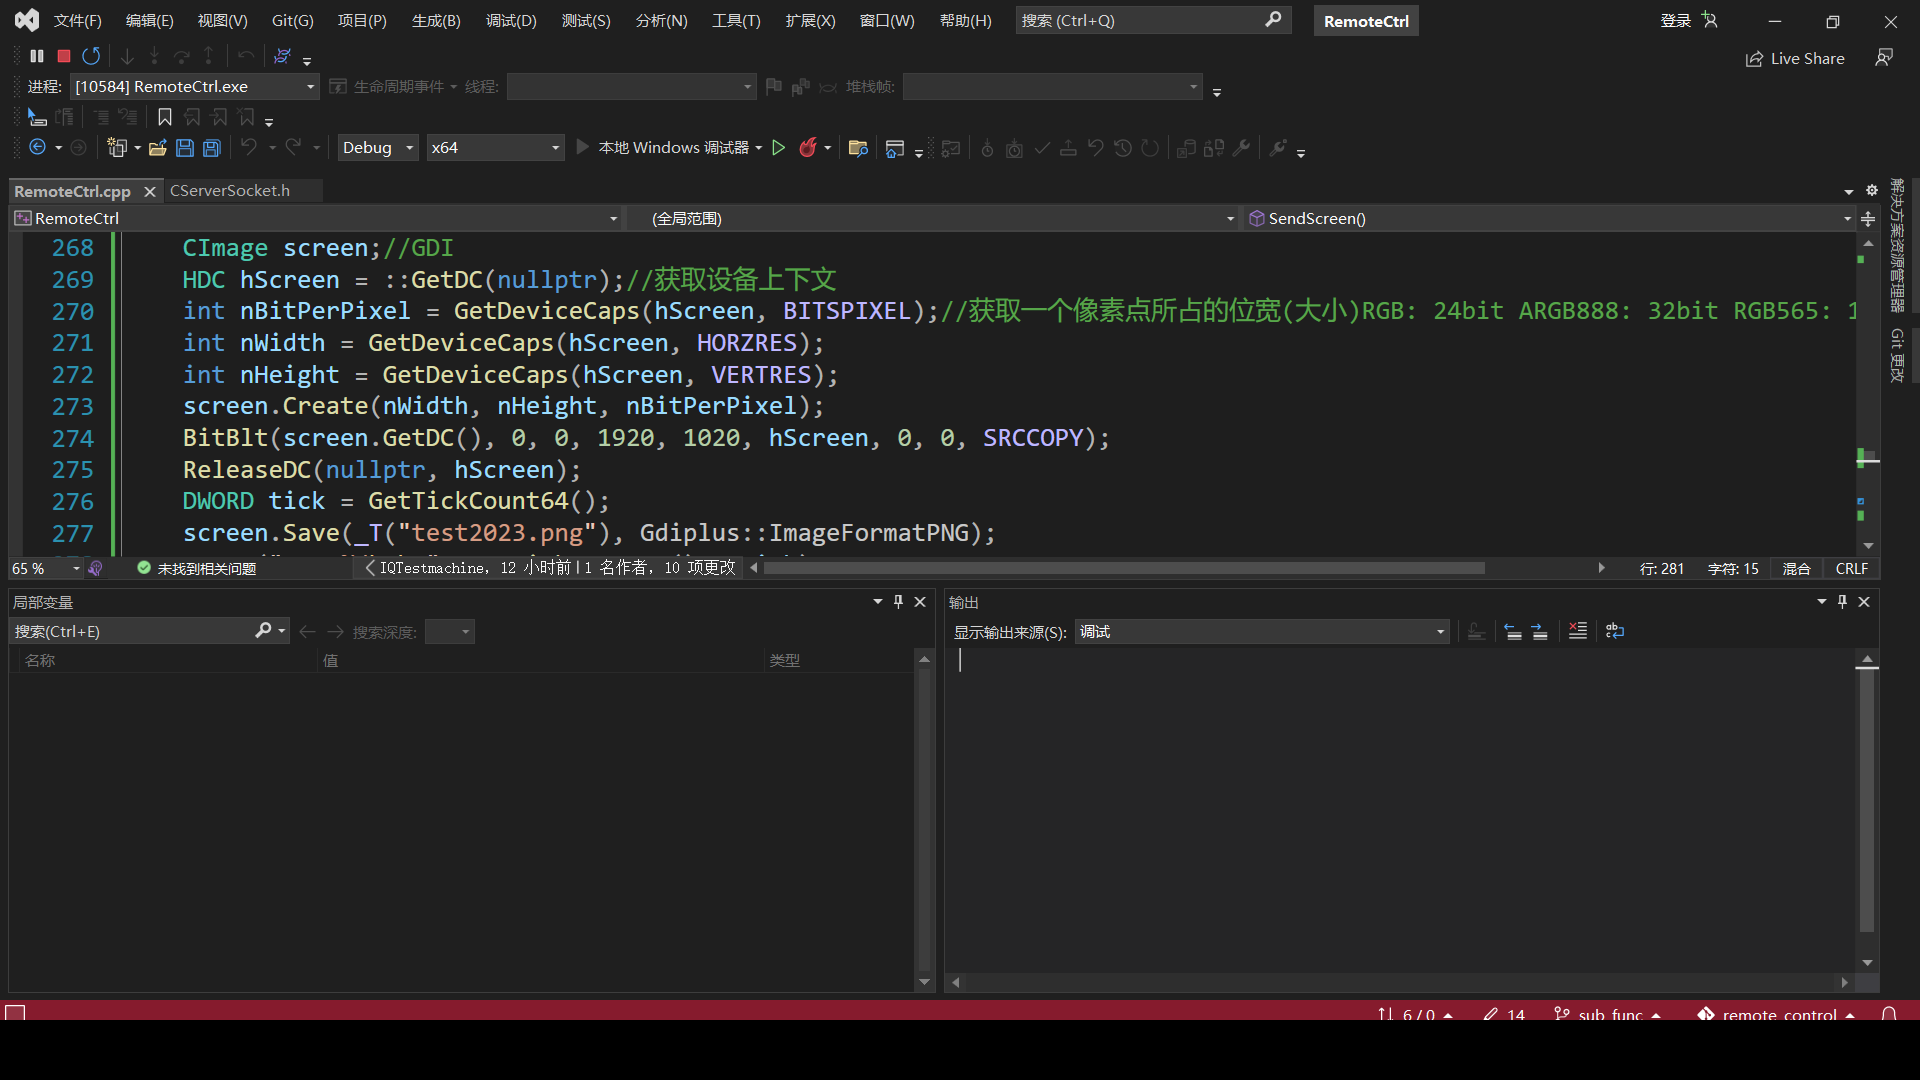 文件(F) 编辑(E) 视图(V) Git(G) 项目(P) 生成(B) 调试(D) 测试(S) 分析(N) 工具(T) 扩展(X) 窗口(W) 帮助(H) 搜索 (Ctrl+Q) RemoteCtrl 登录
Live Share
进程: [10584] RemoteCtrl.exe 生命周期事件 线程: 堆栈帧:
Debug x64 本地 Windows 调试器
RemoteCtrl.cpp CServerSocket.h
RemoteCtrl (全局范围) SendScreen()
268 CImage screen;//GDI
269 HDC hScreen = ::GetDC(nullptr);//获取设备上下文
270 int nBitPerPixel = GetDeviceCaps(hScreen, BITSPIXEL);//获取一个像素点所占的位宽(大小)RGB: 24bit ARGB888: 32bit RGB565: 1
271 int nWidth = GetDeviceCaps(hScreen, HORZRES);
272 int nHeight = GetDeviceCaps(hScreen, VERTRES);
273 screen.Create(nWidth, nHeight, nBitPerPixel);
274 BitBlt(screen.GetDC(), 0, 0, 1920, 1020, hScreen, 0, 0, SRCCOPY);
275 ReleaseDC(nullptr, hScreen);
276 DWORD tick = GetTickCount64();
277 screen.Save(_T("test2023.png"), Gdiplus::ImageFormatPNG);
65 % 未找到相关问题 IQTestmachine, 12 小时前 | 1 名作者, 10 项更改 行: 281 字符: 15 混合 CRLF
解决方案资源管理器
Git 更改
局部变量
搜索(Ctrl+E) 搜索深度:
名称 值 类型
输出
显示输出来源(S): 调试
6 / 0 14 sub_func remote_control